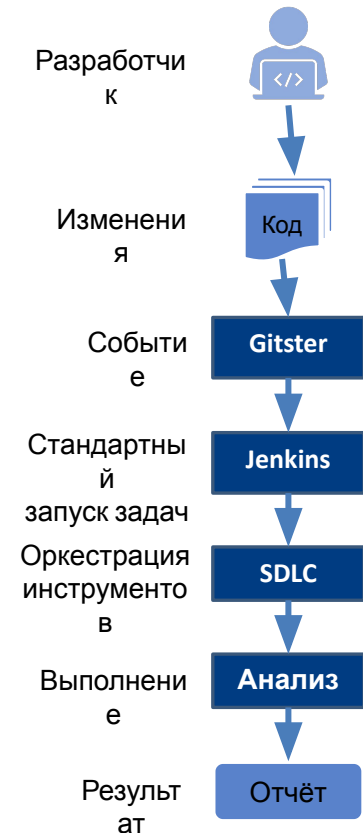 Разработчи
к
</>
Изменени
я
Код
Событи
е
Gitster
Стандартны
й
запуск задач
Jenkins
Оркестрация
инструменто
в
SDLC
Выполнени
е
Анализ
Результ
ат
Отчёт